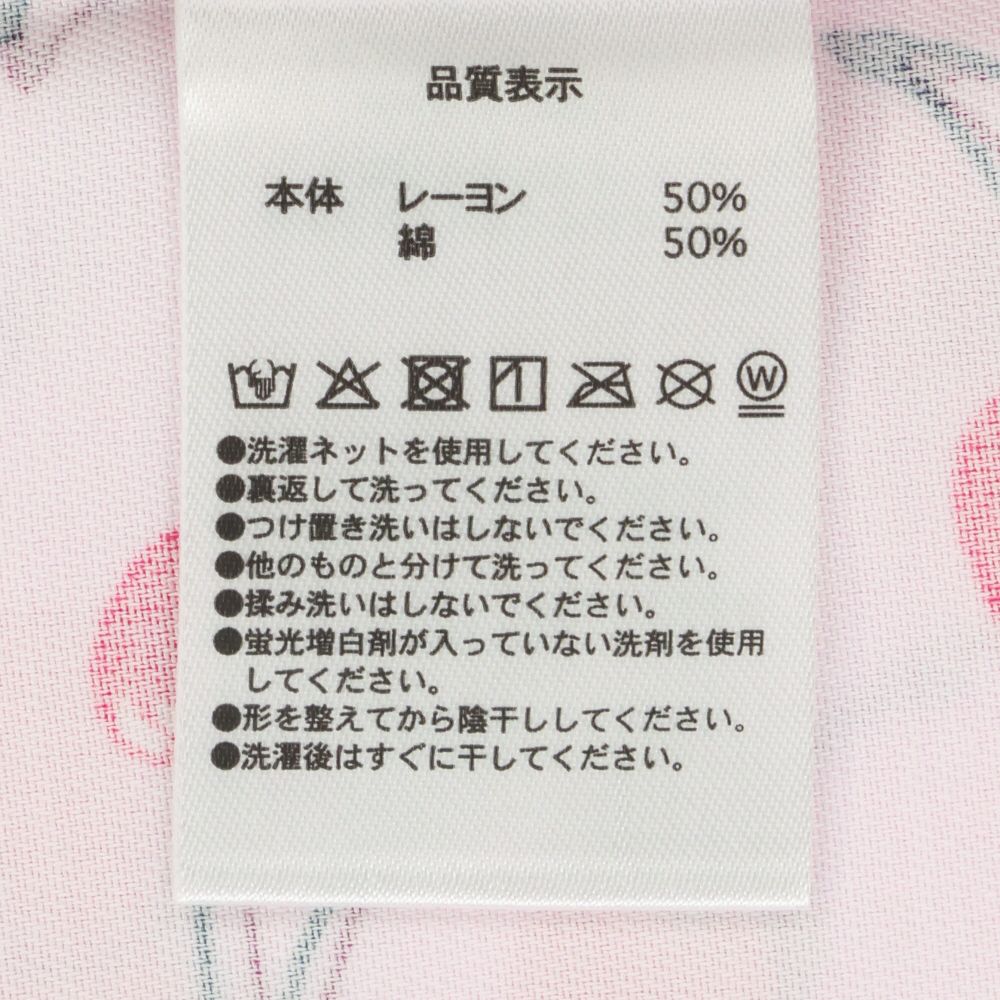 品質表示
本体 レーヨン 50%
綿 50%
W
●洗濯ネットを使用してください。
●裏返して洗ってください。
●つけ置き洗いはしないでください。
●他のものと分けて洗ってください。
●揉み洗いはしないでください。
●蛍光増白剤が入っていない洗剤を使用
してください。
●形を整えてから陰干ししてください。
●洗濯後はすぐに干してください。